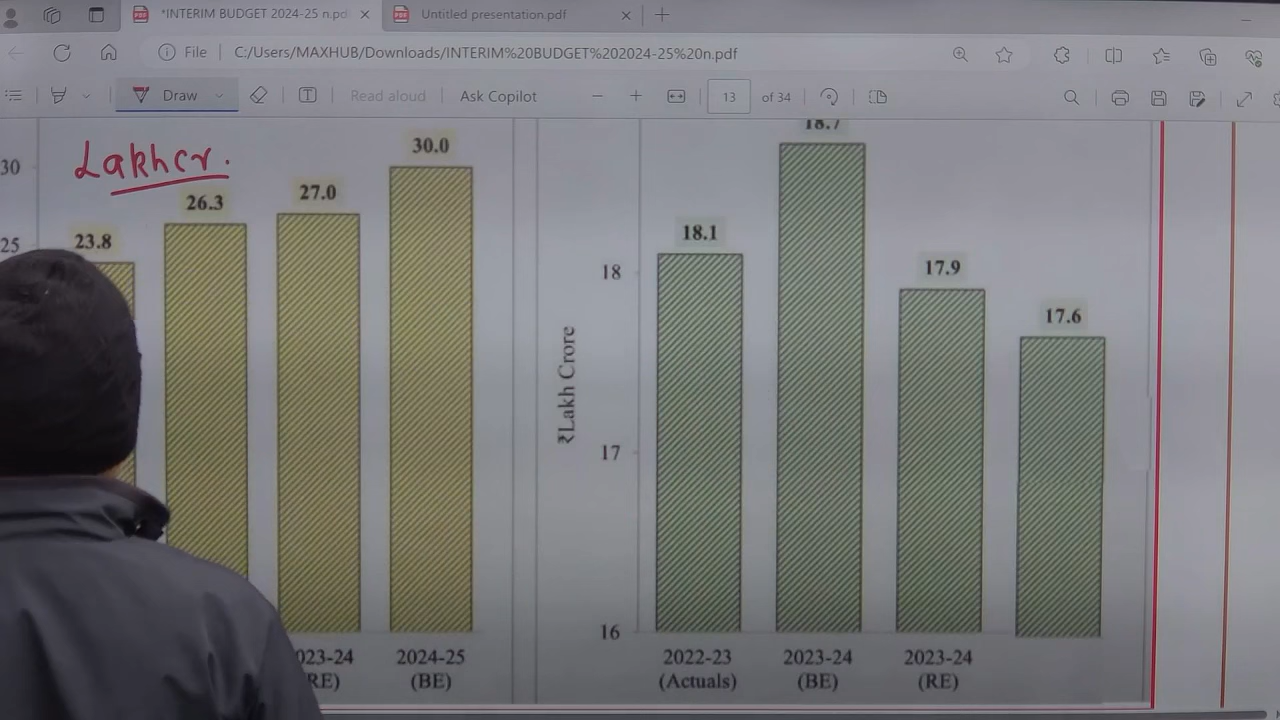 *INTERIM BUDGET 2024-25 n.pd
Untitled presentation.pdf
File
C:/Users/MAXHUB/Downloads/INTERIM%20BUDGET%202024-25%20n.pdf
Draw
Read aloud
Ask Copilot
13 of 34
Lakh cr.
30
25
23.8
26.3
27.0
30.0
023-24
RE)
2024-25
(BE)
₹Lakh Crore
18
17
16
18.1
18.7
17.9
17.6
2022-23
(Actuals)
2023-24
(BE)
2023-24
(RE)